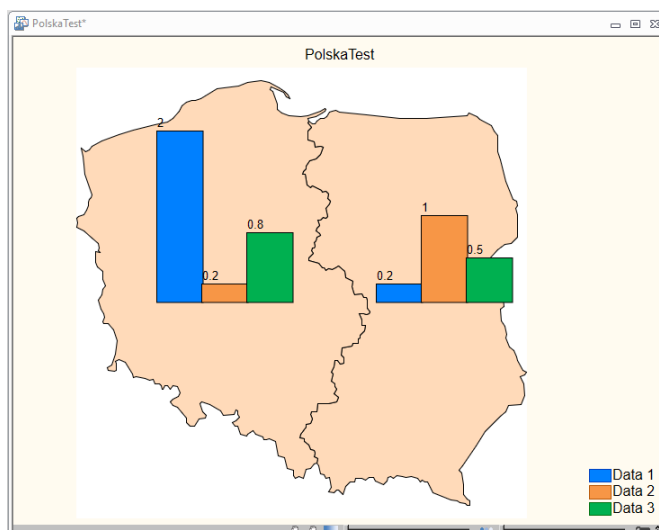 PolskaTest*
PolskaTest
2
0.2
0.8
0.2
1
0.5
Data 1
Data 2
Data 3